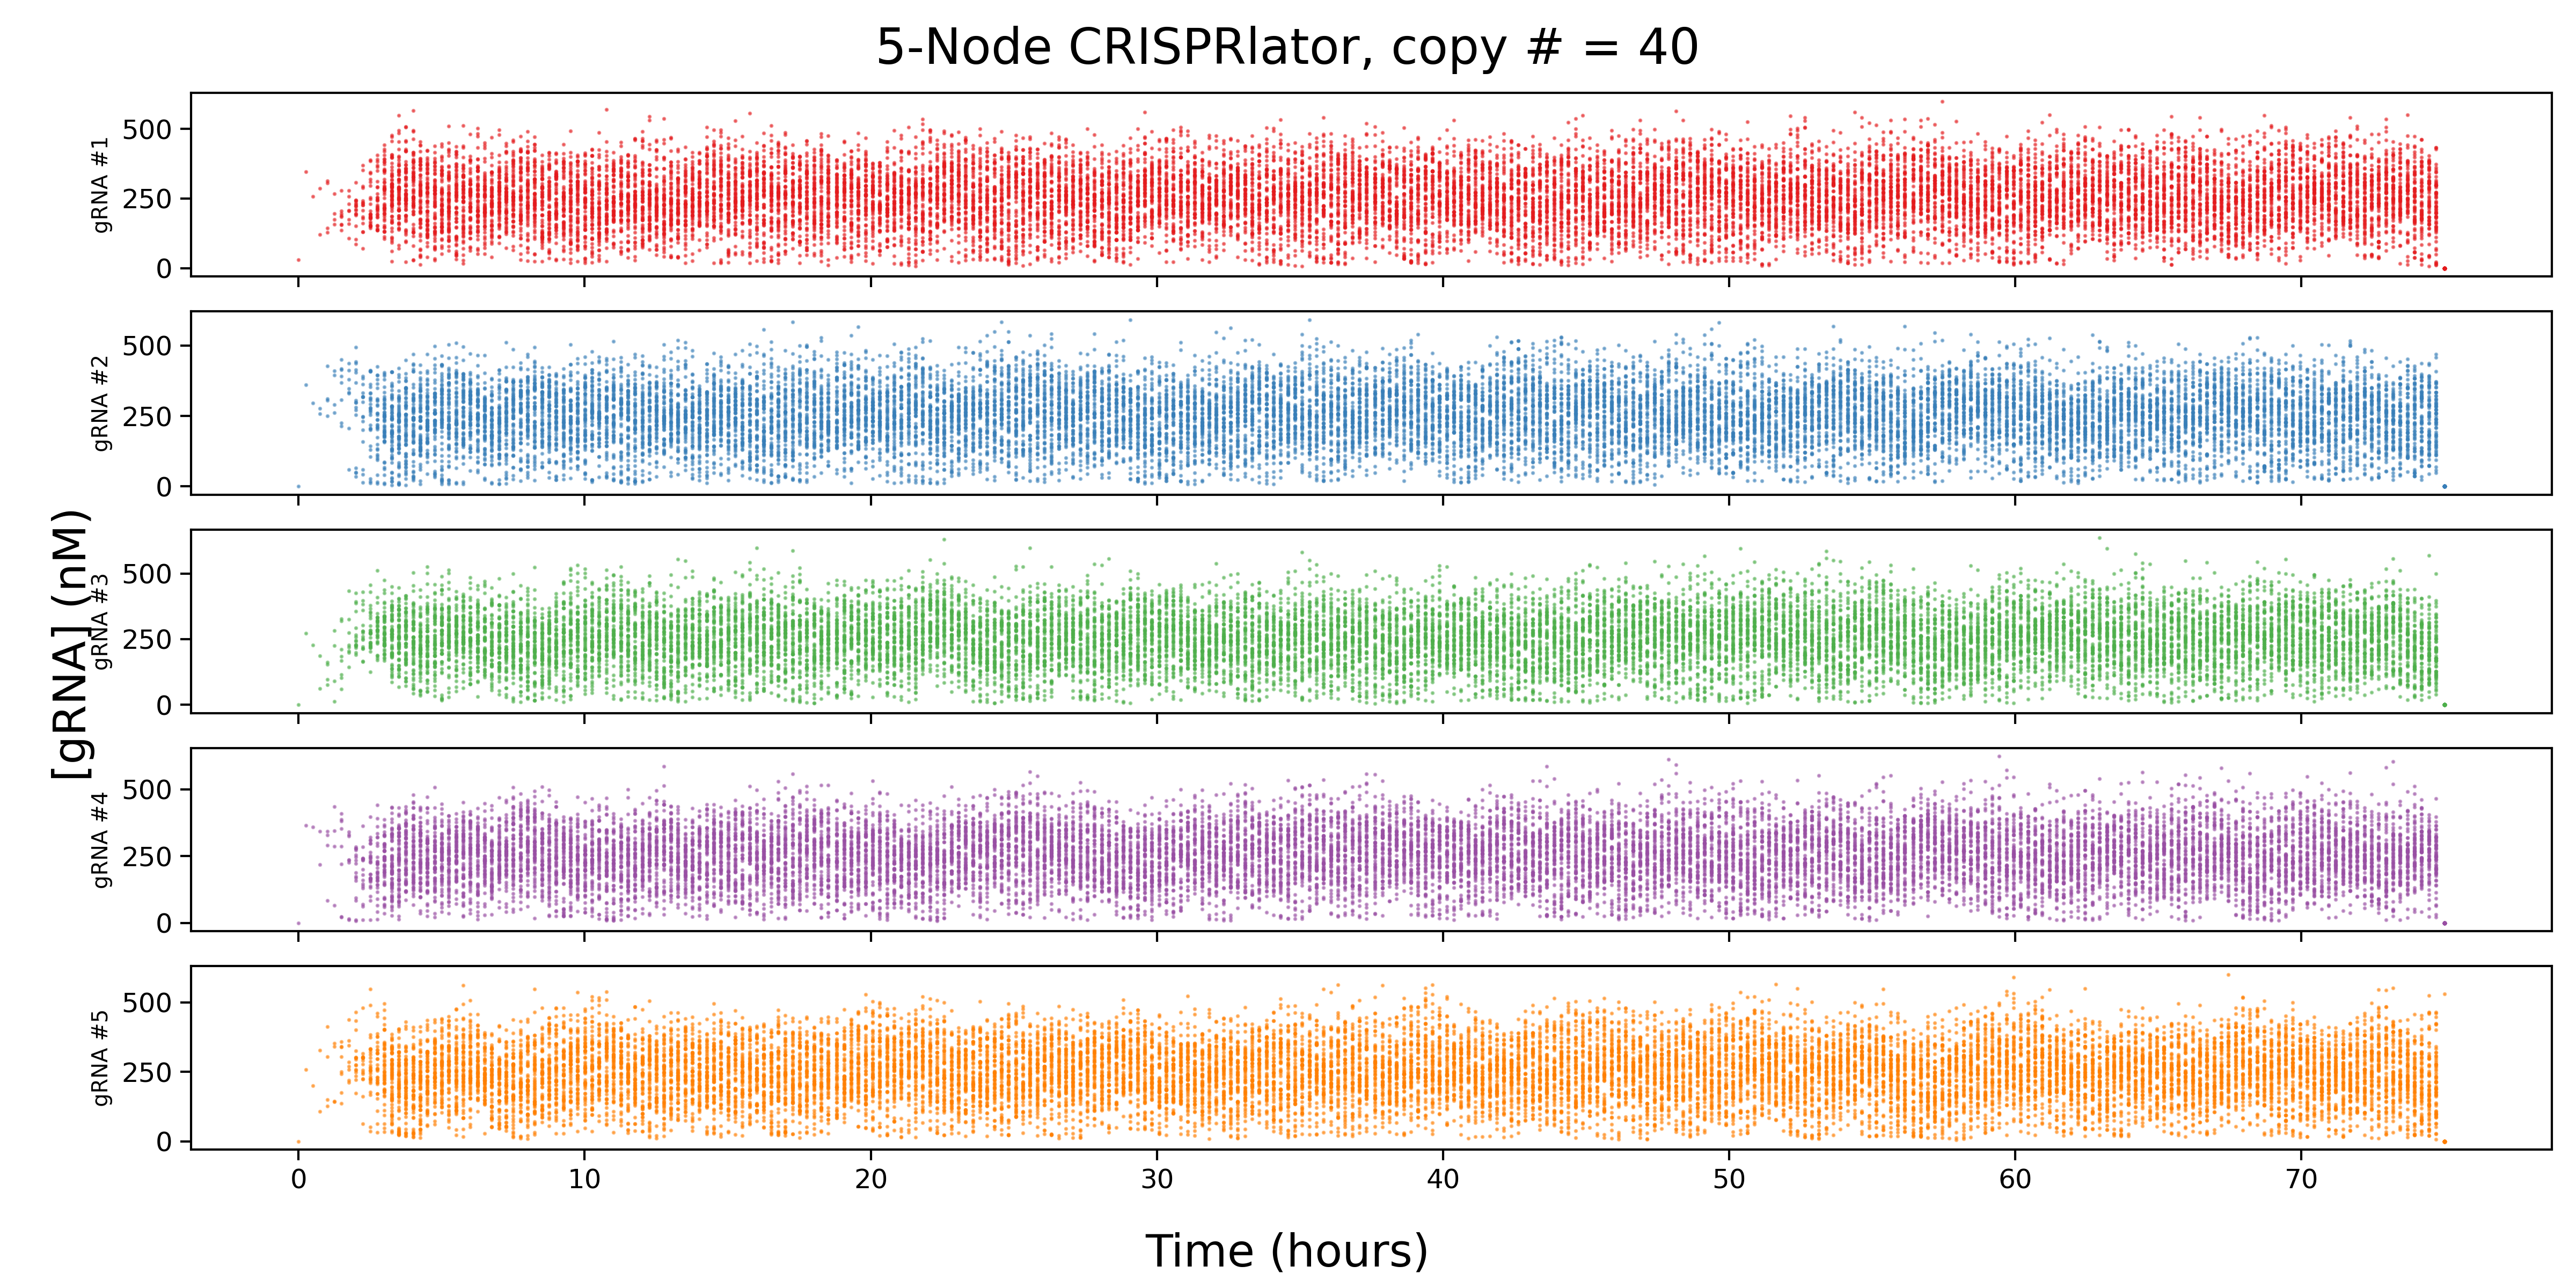 5-Node CRISPRlator, copy # = 40
[gRNA] (nM)
gRNA #1
500
250
0
gRNA #2
500
250
0
gRNA #3
500
250
0
gRNA #4
500
250
0
gRNA #5
500
250
0
0 10 20 30 40 50 60 70
Time (hours)